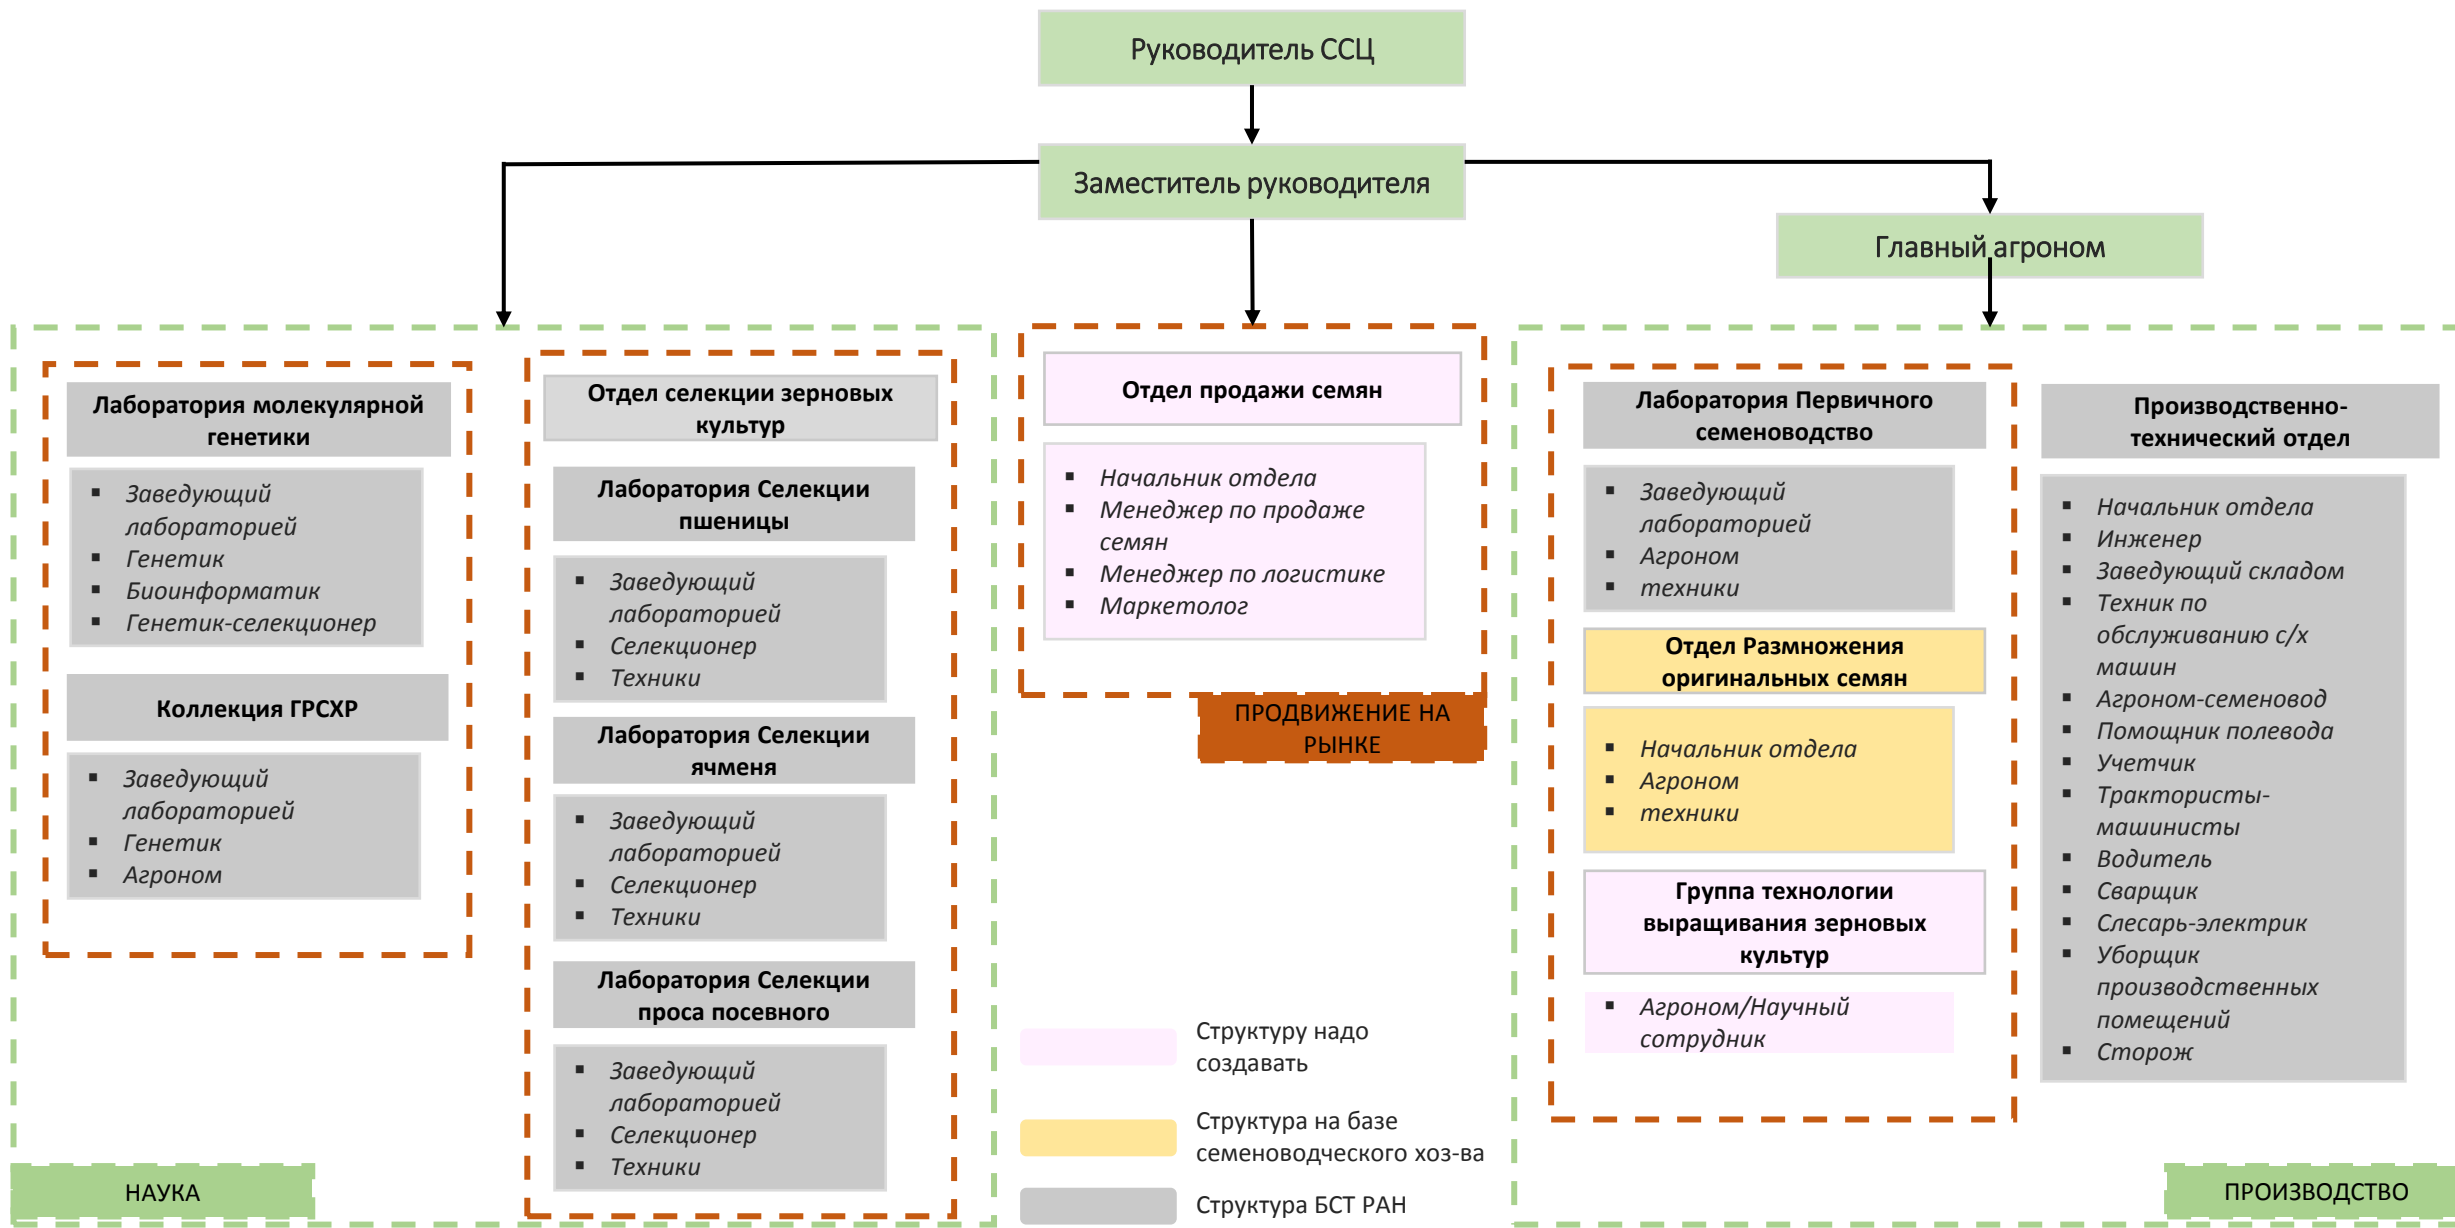 Руководитель ССЦ
Заместитель руководителя
Главный агроном
Лаборатория молекулярной
генетики
▪ Заведующий
лабораторией
▪ Генетик
▪ Биоинформатик
▪ Генетик-селекционер
Коллекция ГРСХР
▪ Заведующий
лабораторией
▪ Генетик
▪ Агроном
НАУКА
Отдел селекции зерновых
культур
Лаборатория Селекции
пшеницы
▪ Заведующий
лабораторией
▪ Селекционер
▪ Техники
Лаборатория Селекции
ячменя
▪ Заведующий
лабораторией
▪ Селекционер
▪ Техники
Лаборатория Селекции
проса посевного
▪ Заведующий
лабораторией
▪ Селекционер
▪ Техники
Отдел продажи семян
▪ Начальник отдела
▪ Менеджер по продаже
семян
▪ Менеджер по логистике
▪ Маркетолог
ПРОДВИЖЕНИЕ НА
РЫНКЕ
Структуру надо
создавать
Структура на базе
семеноводческого хоз-ва
Структура БСТ РАН
Лаборатория Первичного
семеноводство
▪ Заведующий
лабораторией
▪ Агроном
▪ техники
Отдел Размножения
оригинальных семян
▪ Начальник отдела
▪ Агроном
▪ техники
Группа технологии
выращивания зерновых
культур
▪ Агроном/Научный
сотрудник
Производственно-
технический отдел
▪ Начальник отдела
▪ Инженер
▪ Заведующий складом
▪ Техник по
обслуживанию с/х
машин
▪ Агроном-семеновод
▪ Помощник полевода
▪ Учетчик
▪ Трактористы-
машинисты
▪ Водитель
▪ Сварщик
▪ Слесарь-электрик
▪ Уборщик
производственных
помещений
▪ Сторож
ПРОИЗВОДСТВО